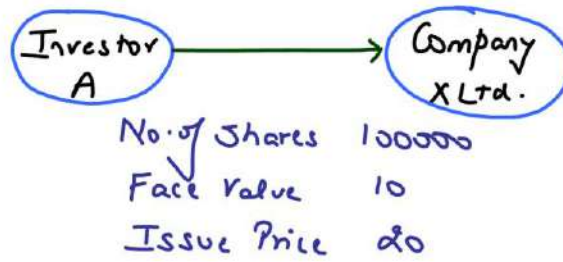 Investor
A
Company
X Ltd.
No. of Shares 100000
Face Value 10
Issue Price 20